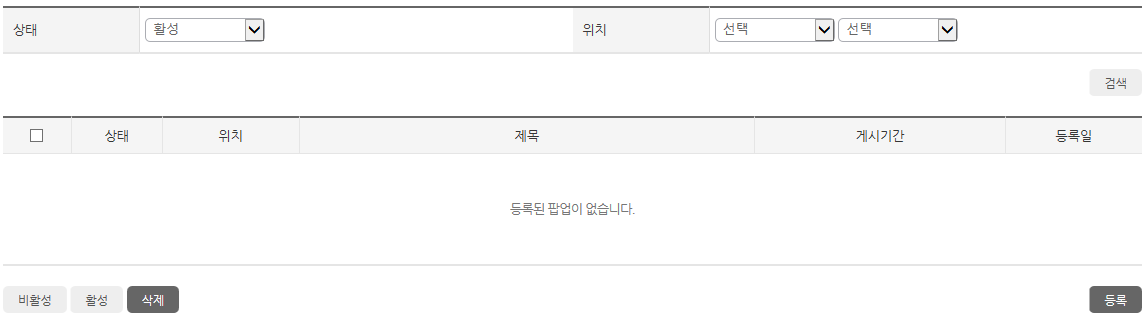 상태 활성 위치 선택 선택
검색
상태 위치 제목 게시기간 등록일
등록된 팝업이 없습니다.
비활성 활성 삭제 등록